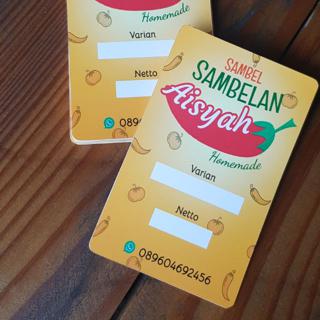 Homemade
Varian
Netto
0896
SAMBEL
SAMBELAN
Aisyah
Homemade
Varian
Netto
089604692456